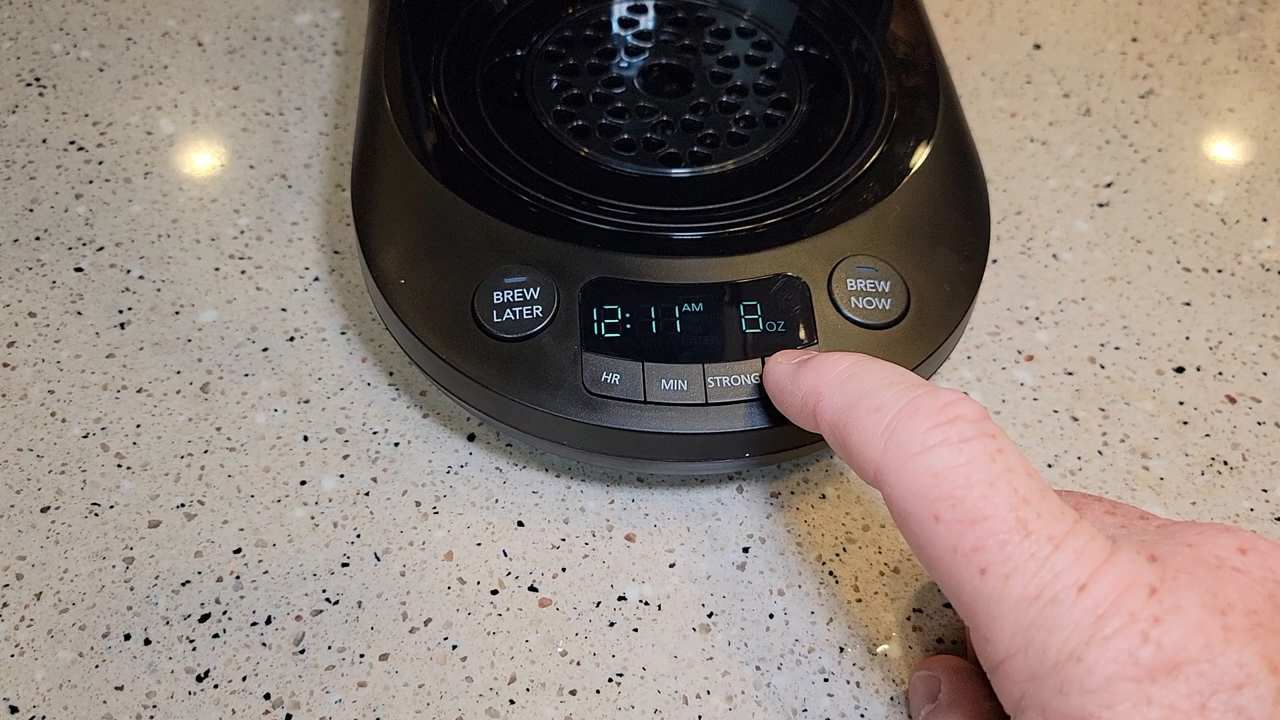 BREW
LATER
12:11 AM 8 OZ
BREW
NOW
HR MIN STRONG